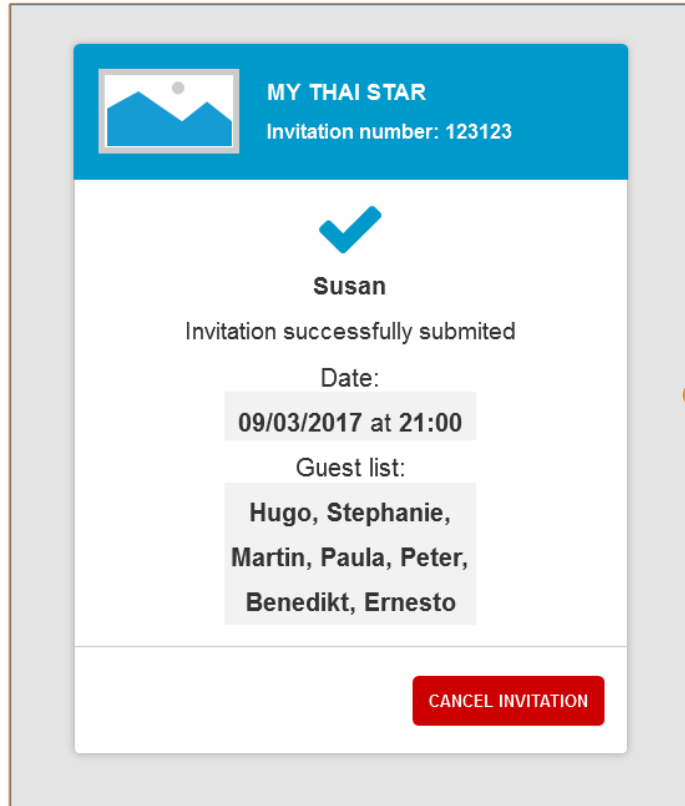 MY THAI STAR
Invitation number: 123123
Susan
Invitation successfully submited
Date:
09/03/2017 at 21:00
Guest list:
Hugo, Stephanie,
Martin, Paula, Peter,
Benedikt, Ernesto
CANCEL INVITATION